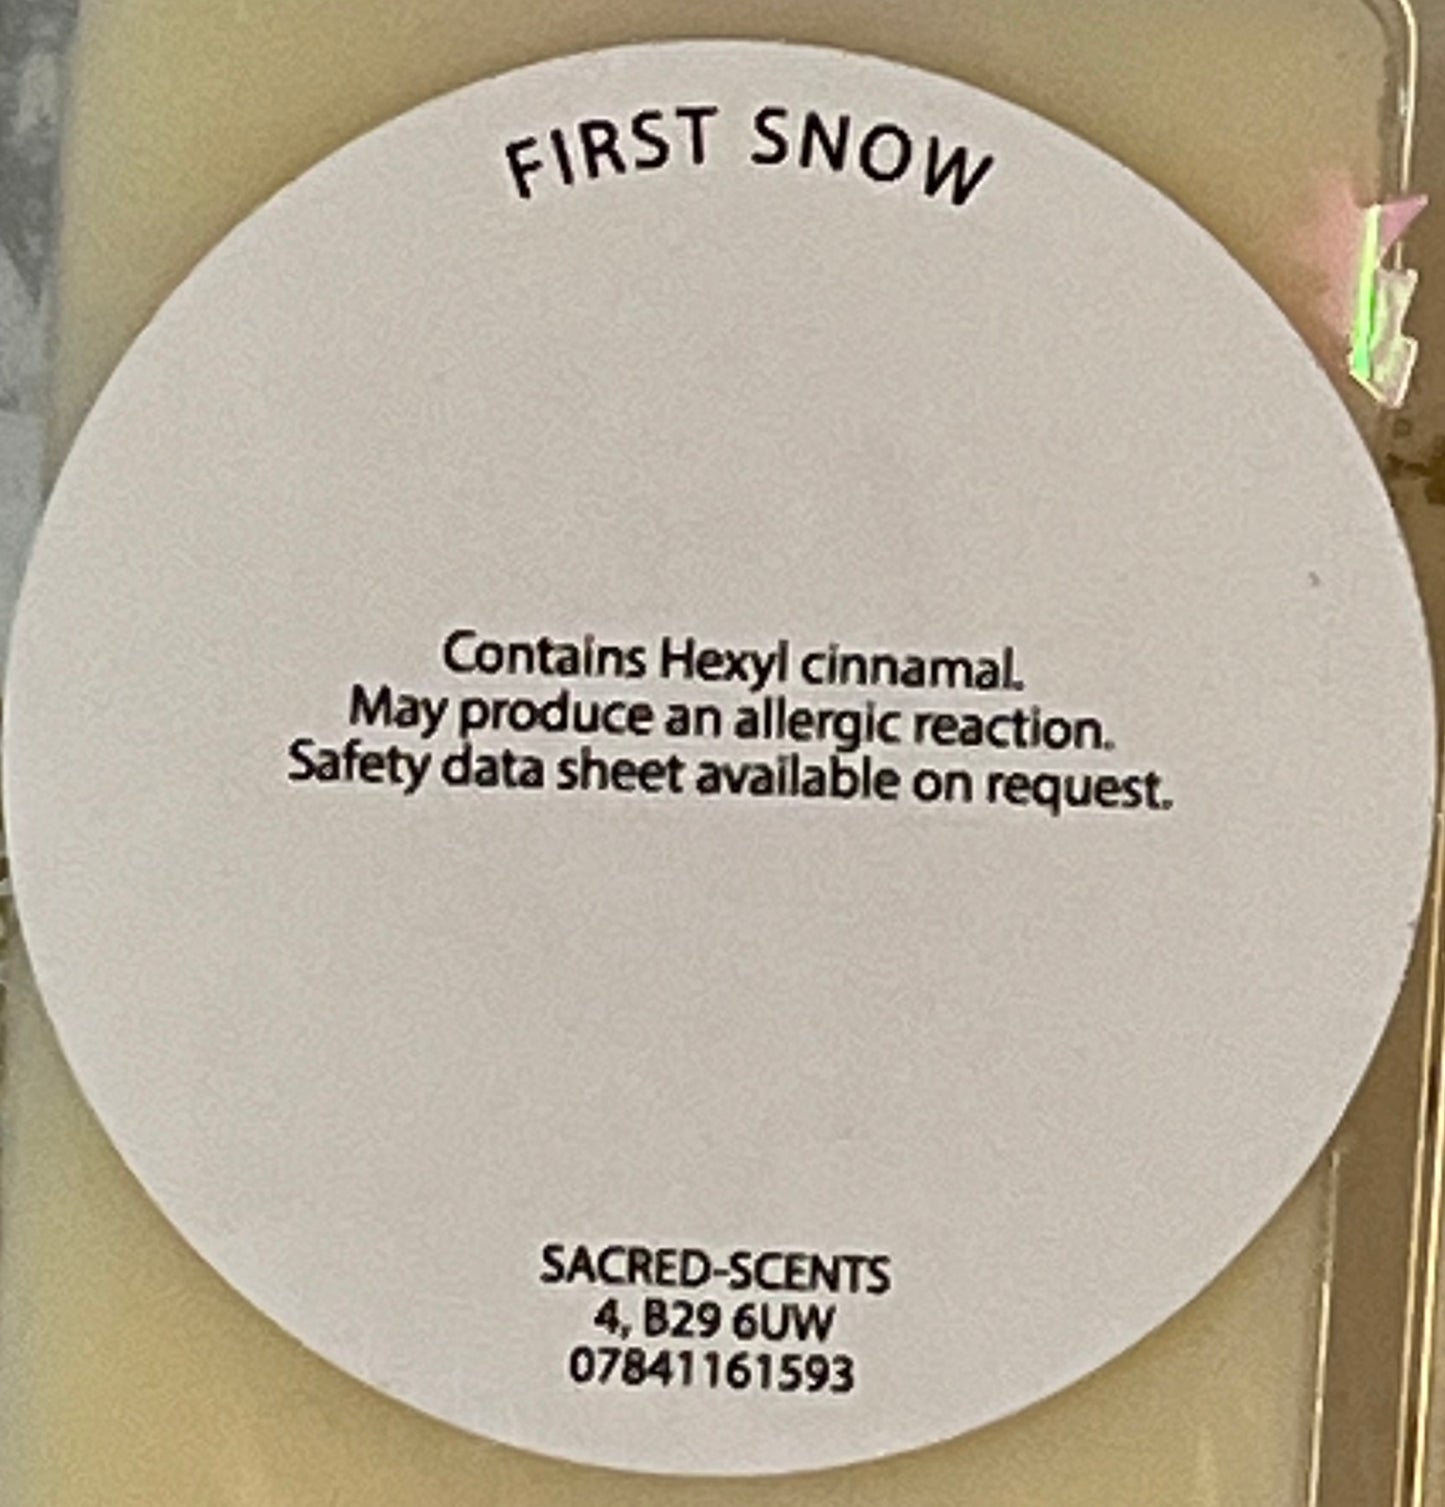 FIRST SNOW
Contains Hexyl cinnamal.
May produce an allergic reaction.
Safety data sheet available on request.
SACRED-SCENTS
4, B29 6UW
07841161593